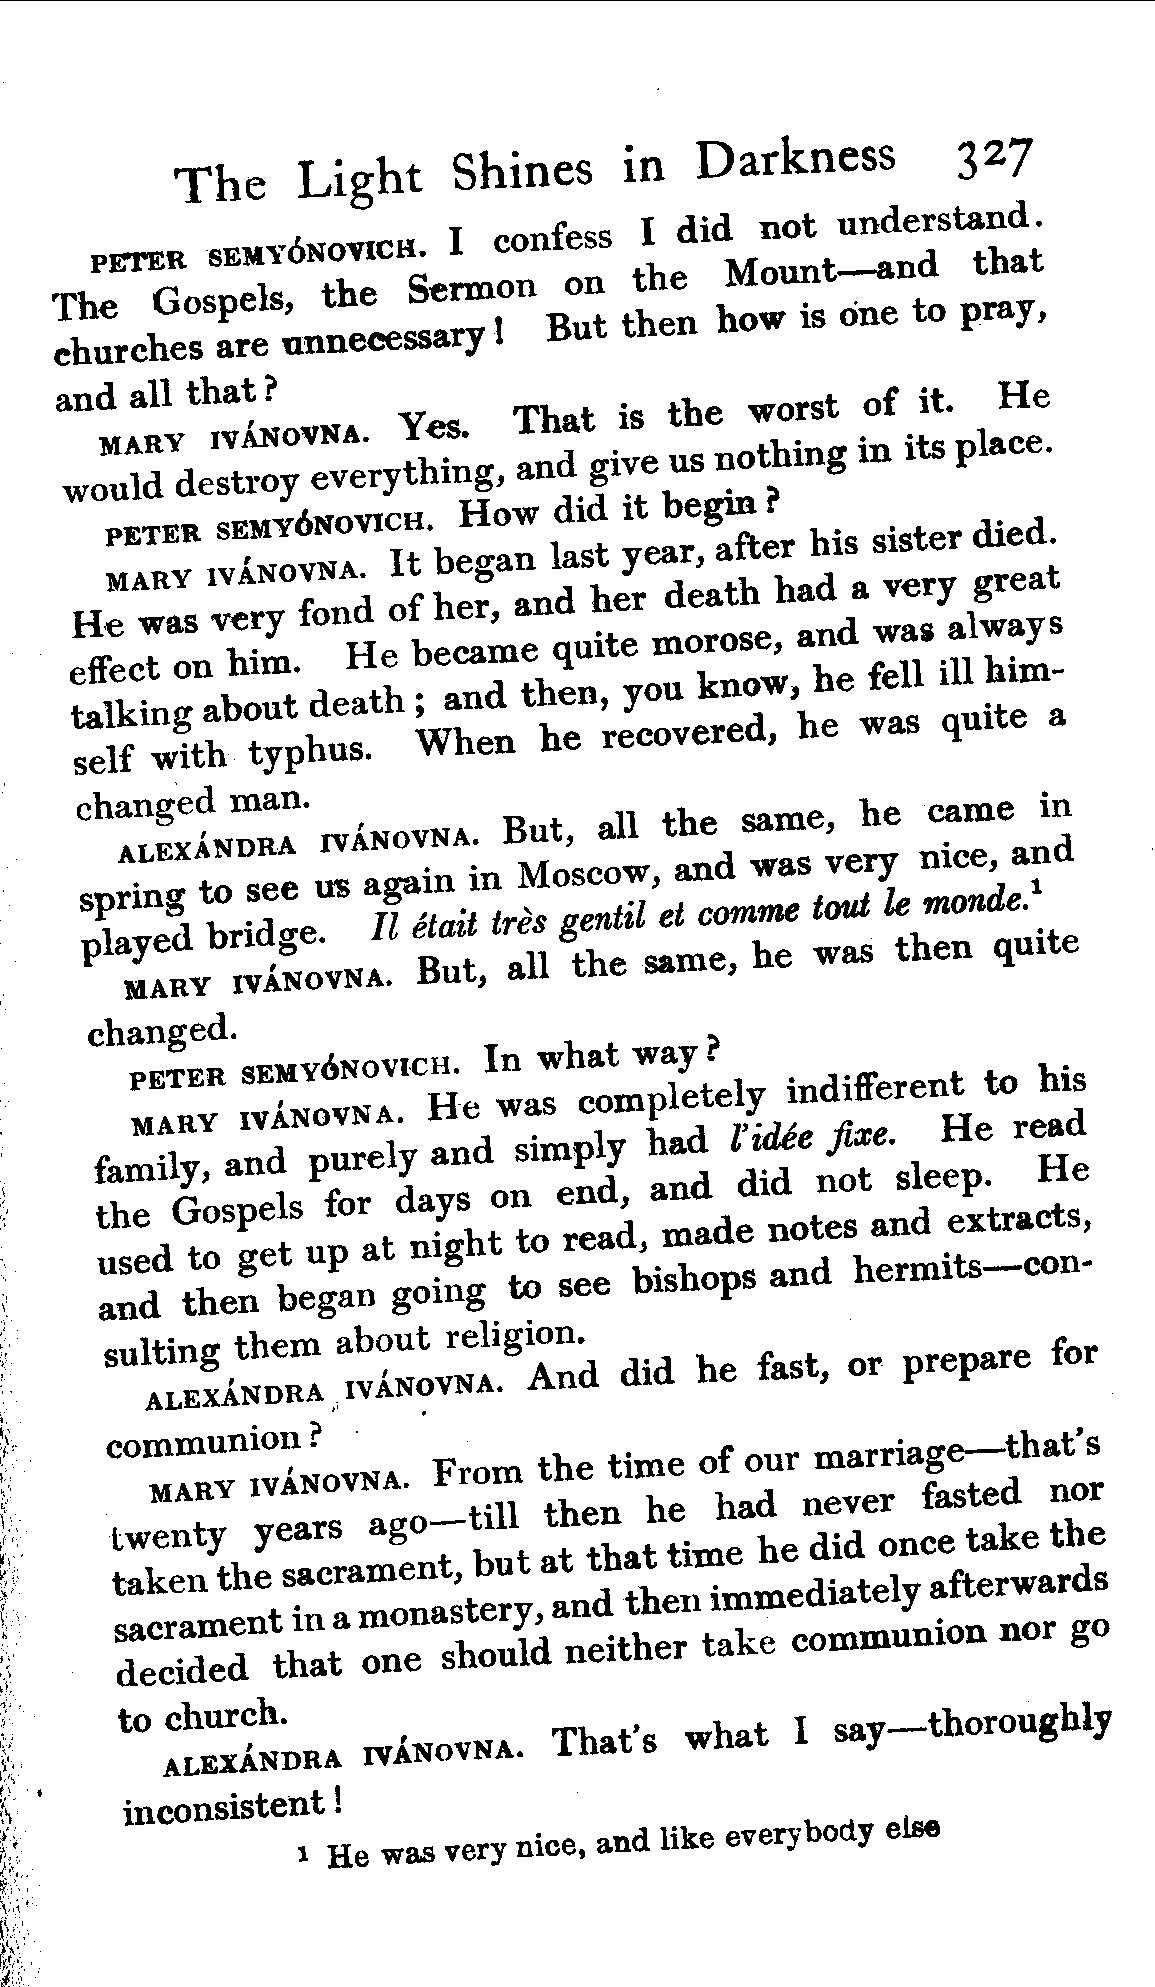 The Light Shines in Darkness 327
PETER SEMYÓNOVICH. I confess I did not understand.
The Gospels, the Sermon on the Mount—and that
churches are unnecessary! But then how is one to pray,
and all that?
MARY IVÁNOVNA. Yes. That is the worst of it. He
would destroy everything, and give us nothing in its place.
PETER SEMYÓNOVICH. How did it begin?
MARY IVÁNOVNA. It began last year, after his sister died.
He was very fond of her, and her death had a very great
effect on him. He became quite morose, and was always
talking about death; and then, you know, he fell ill him-
self with typhus. When he recovered, he was quite a
changed man.
ALEXÁNDRA IVÁNOVNA. But, all the same, he came in
spring to see us again in Moscow, and was very nice, and
played bridge. Il était très gentil et comme tout le monde.¹
MARY IVÁNOVNA. But, all the same, he was then quite
changed.
PETER SEMYÓNOVICH. In what way?
MARY IVÁNOVNA. He was completely indifferent to his
family, and purely and simply had l'idée fixe. He read
the Gospels for days on end, and did not sleep. He
used to get up at night to read, made notes and extracts,
and then began going to see bishops and hermits—con-
sulting them about religion.
ALEXÁNDRA IVÁNOVNA. And did he fast, or prepare for
communion?
MARY IVÁNOVNA. From the time of our marriage—that's
twenty years ago—till then he had never fasted nor
taken the sacrament, but at that time he did once take the
sacrament in a monastery, and then immediately afterwards
decided that one should neither take communion nor go
to church.
ALEXÁNDRA IVÁNOVNA. That's what I say—thoroughly
inconsistent!
¹ He was very nice, and like everybody else